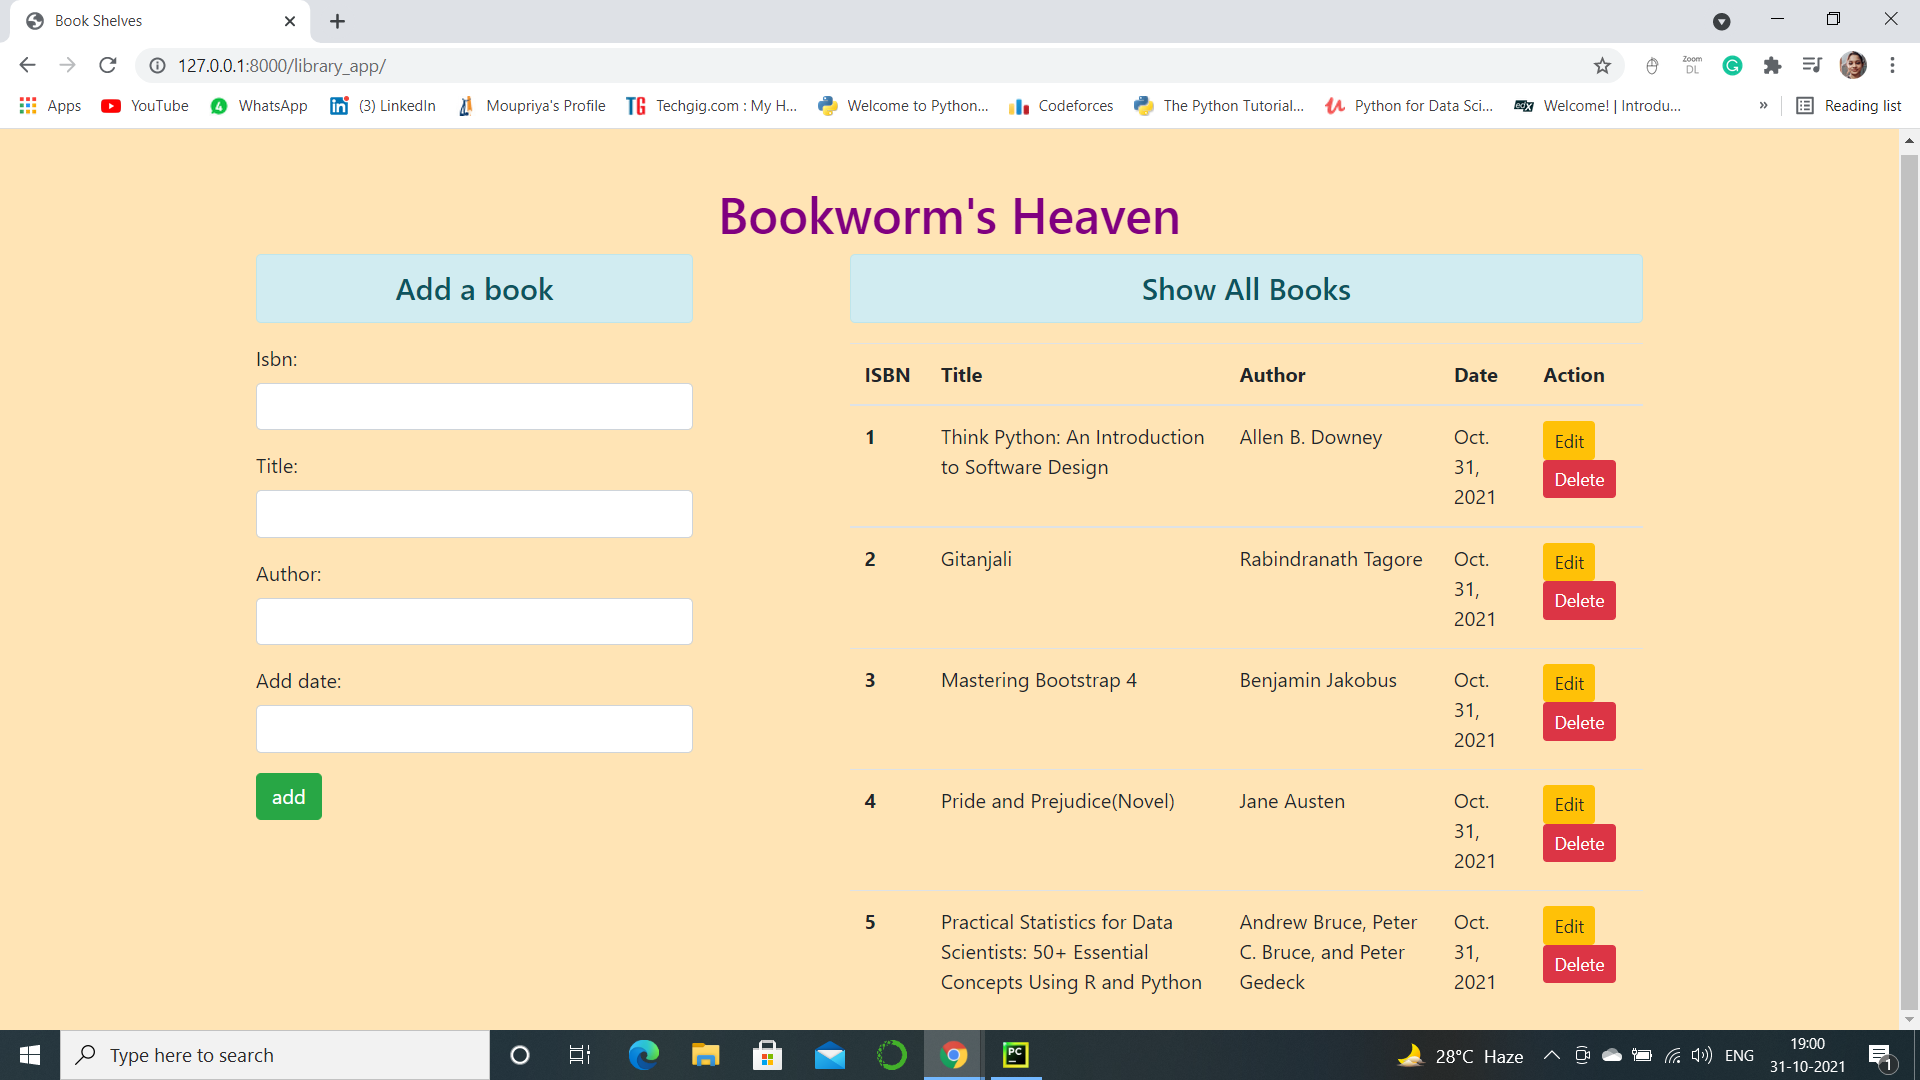 Book Shelves
127.0.0.1:8000/library_app/
Zoom
DL
Apps
YouTube
4
WhatsApp
(3) LinkedIn
Moupriya's Profile
TG
Techgig.com : My H...
Welcome to Python...
Codeforces
The Python Tutorial...
Python for Data Sci...
edX
Welcome! | Introdu...
»
Reading list
Bookworm's Heaven
Add a book
Isbn:
Title:
Author:
Add date:
add
Show All Books
ISBN Title Author Date Action
1 Think Python: An Introduction Allen B. Downey Oct. Edit
to Software Design 31,
Delete
2021
2 Gitanjali Rabindranath Tagore Oct. Edit
31,
Delete
2021
3 Mastering Bootstrap 4 Benjamin Jakobus Oct. Edit
31,
Delete
2021
4 Pride and Prejudice(Novel) Jane Austen Oct. Edit
31,
Delete
2021
5 Practical Statistics for Data Andrew Bruce, Peter Oct. Edit
Scientists: 50+ Essential C. Bruce, and Peter 31,
Delete
Concepts Using R and Python Gedeck 2021
Type here to search
PC
28°C Haze
ENG
19:00
31-10-2021
1